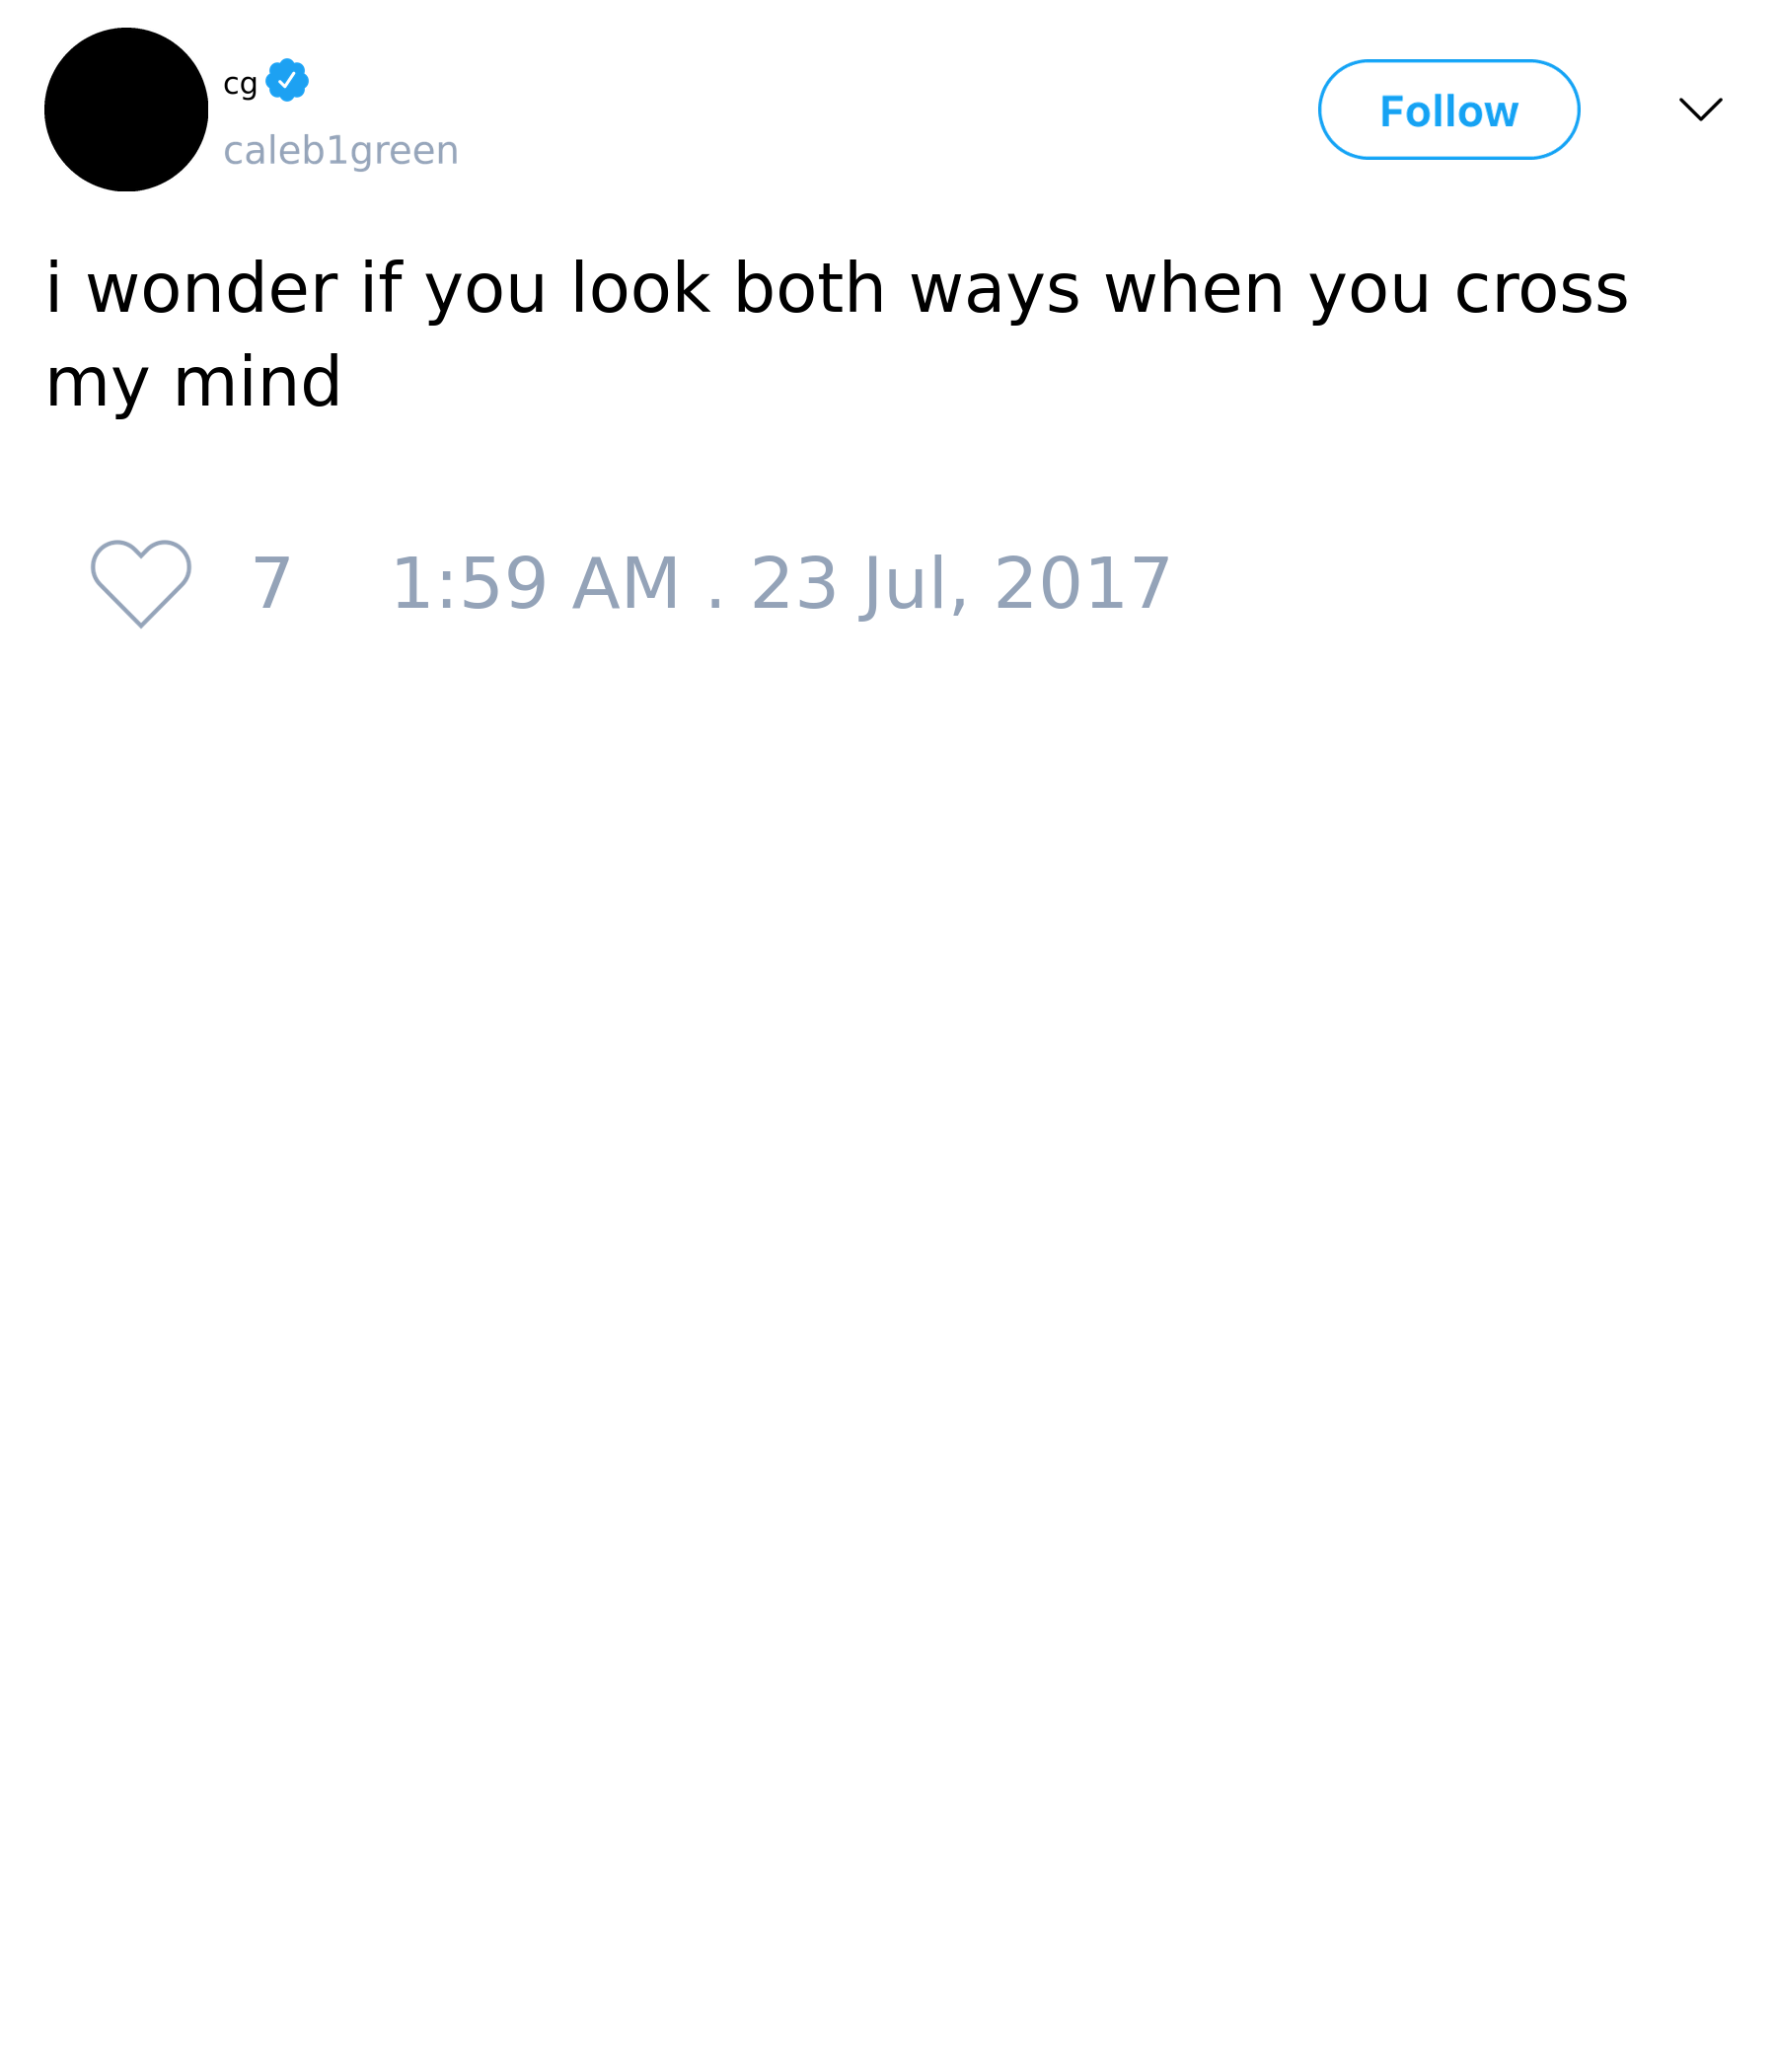 cg
Follow
caleb1green
i wonder if you look both ways when you cross
my mind
7 1:59 AM . 23 Jul, 2017